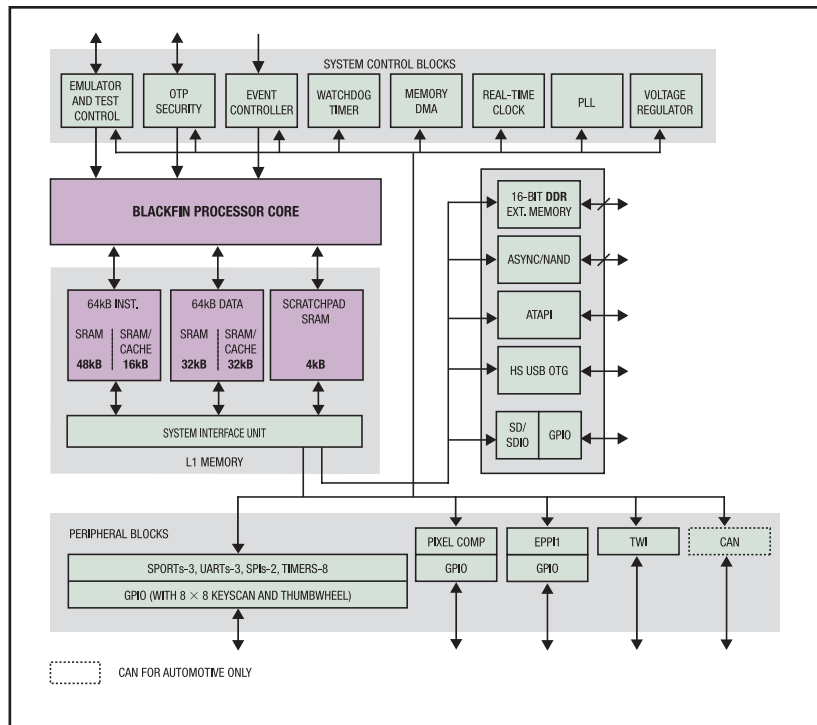 SYSTEM CONTROL BLOCKS
EMULATOR
AND TEST
CONTROL
OTP
SECURITY
EVENT
CONTROLLER
WATCHDOG
TIMER
MEMORY
DMA
REAL-TIME
CLOCK
PLL
VOLTAGE
REGULATOR
BLACKFIN PROCESSOR CORE
16-BIT DDR
EXT. MEMORY
ASYNC/NAND
ATAPI
HS USB OTG
SD/
SDIO
GPIO
64kB INST.
SRAM
48kB
SRAM/
CACHE
16kB
64kB DATA
SRAM
32kB
SRAM/
CACHE
32kB
SCRATCHPAD
SRAM
4kB
SYSTEM INTERFACE UNIT
L1 MEMORY
PERIPHERAL BLOCKS
SPORTs-3, UARTs-3, SPIs-2, TIMERS-8
GPIO (WITH 8 × 8 KEYSCAN AND THUMBWHEEL)
PIXEL COMP
GPIO
EPPI1
GPIO
TWI
CAN
CAN FOR AUTOMOTIVE ONLY